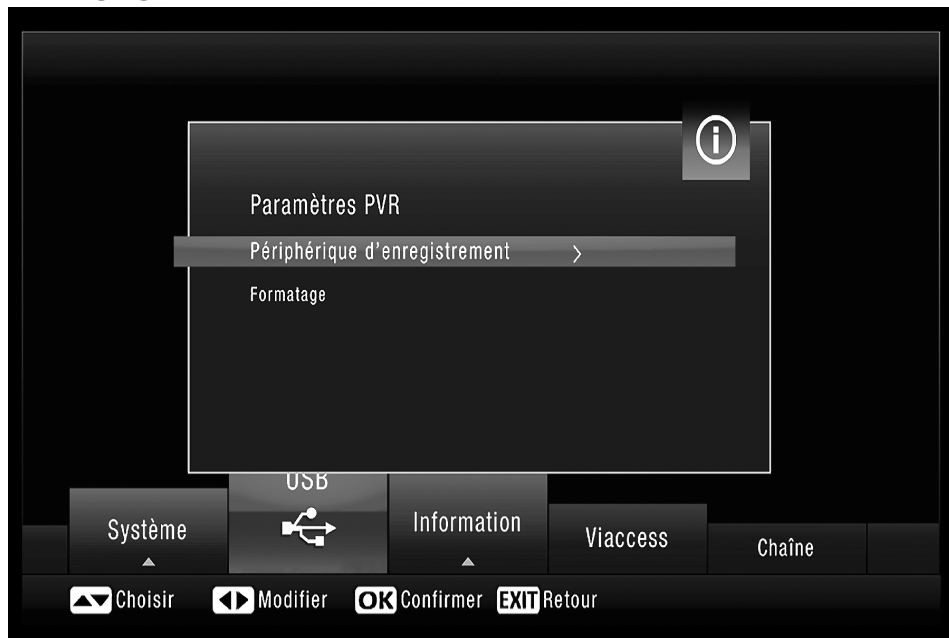 Paramètres PVR
Périphérique d'enregistrement >
Formatage
USB
Système
Information
Viaccess
Chaîne
Choisir Modifier OK Confirmer EXIT Retour